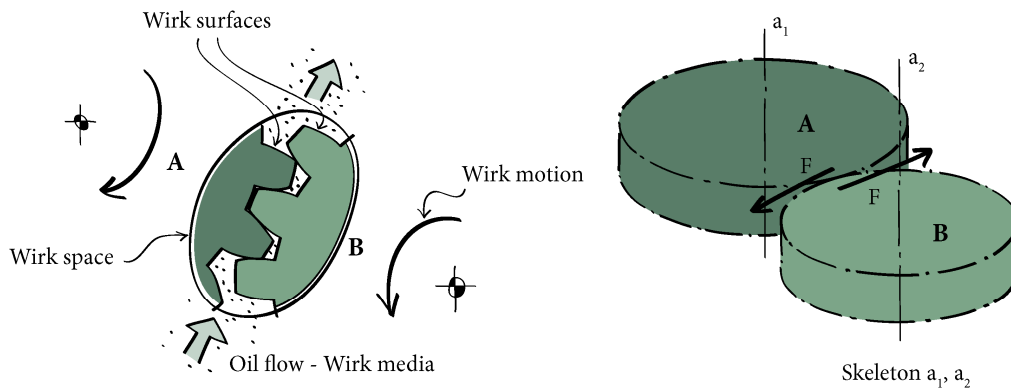 Wirk surfaces
A
B
Wirk motion
Wirk space
Oil flow - Wirk media
a₁
a₂
A
F
F
B
Skeleton a₁, a₂